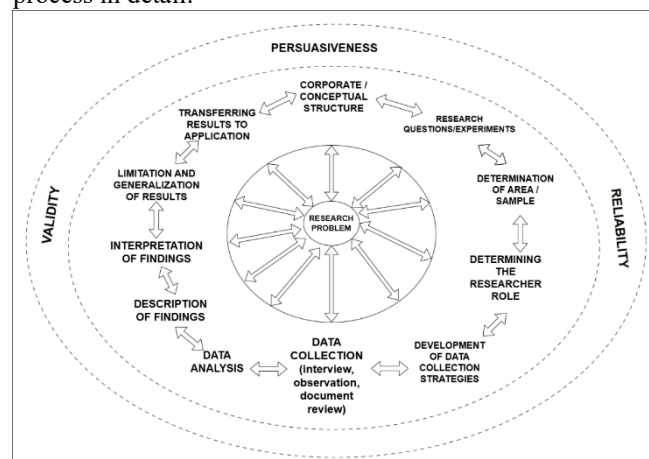 process in detail.
PERSUASIVENESS
CORPORATE /
CONCEPTUAL
STRUCTURE
TRANSFERRING
RESULTS TO
APPLICATION
RESEARCH
QUESTIONS/EXPERIMENTS
LIMITATION AND
GENERALIZATION
OF RESULTS
DETERMINATION
OF AREA /
SAMPLE
VALIDITY
RESEARCH
PROBLEM
RELIABILITY
INTERPRETATION
OF FINDINGS
DETERMINING
THE
RESEARCHER
ROLE
DESCRIPTION
OF FINDINGS
DATA
ANALYSIS
DATA
COLLECTION
(interview,
observation,
document
review)
DEVELOPMENT
OF DATA
COLLECTION
STRATEGIES